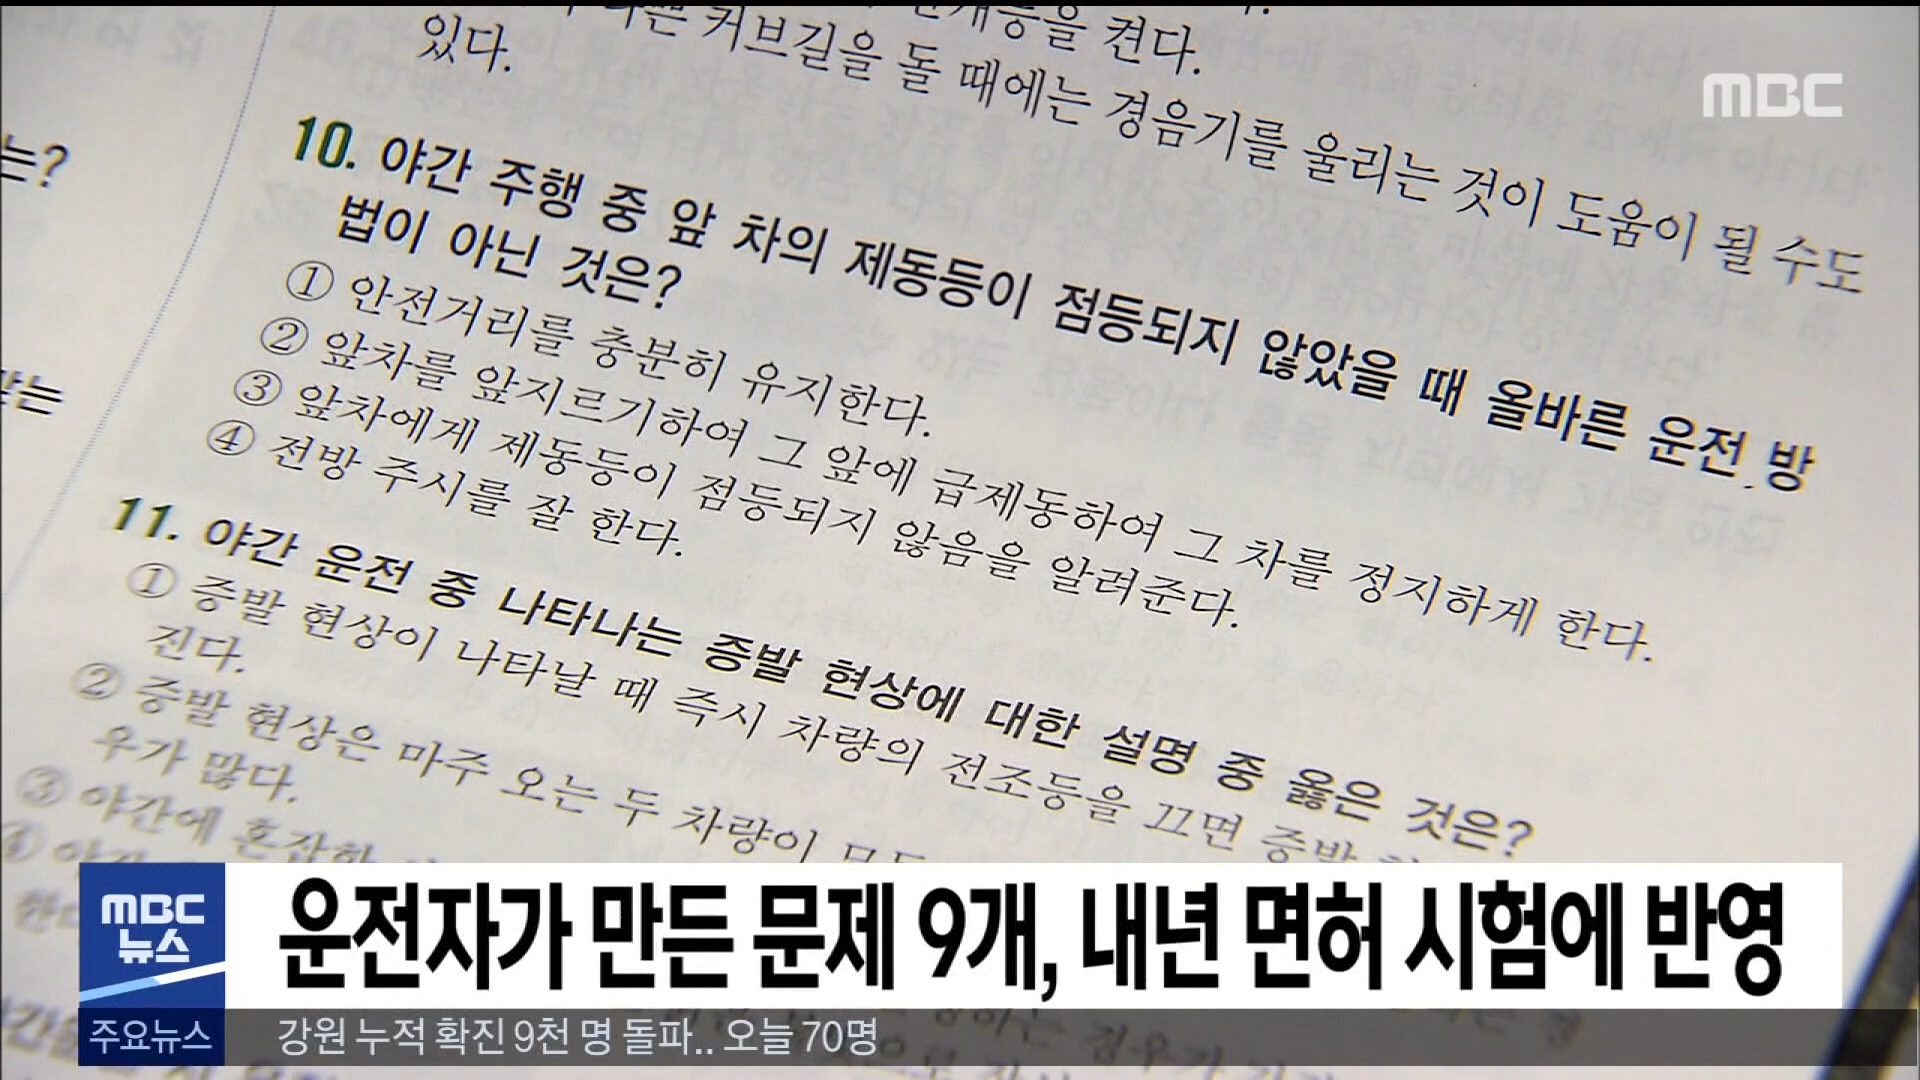 MBC
켠다.
커브길을 돌 때에는 경음기를 울리는 것이 도움이 될 수도
있다.
는?
10. 야간 주행 중 앞 차의 제동등이 점등되지 않았을 때 올바른 운전 방
법이 아닌 것은?
① 안전거리를 충분히 유지한다.
② 앞차를 앞지르기하여 그 앞에 급제동하여 그 차를 정지하게 한다.
③ 앞차에게 제동등이 점등되지 않음을 알려준다.
④ 전방 주시를 잘 한다.
11. 야간 운전 중 나타나는 증발 현상에 대한 설명 중 옳은 것은?
① 증발 현상이 나타날 때 즉시 차량의 전조등을 끄면 증발
진다.
② 증발 현상은 마주 오는 두 차량이 모두
우가 많다.
③ 야간에 혼잡한
④
MBC
뉴스
운전자가 만든 문제 9개, 내년 면허 시험에 반영
주요뉴스
강원 누적 확진 9천 명 돌파.. 오늘 70명